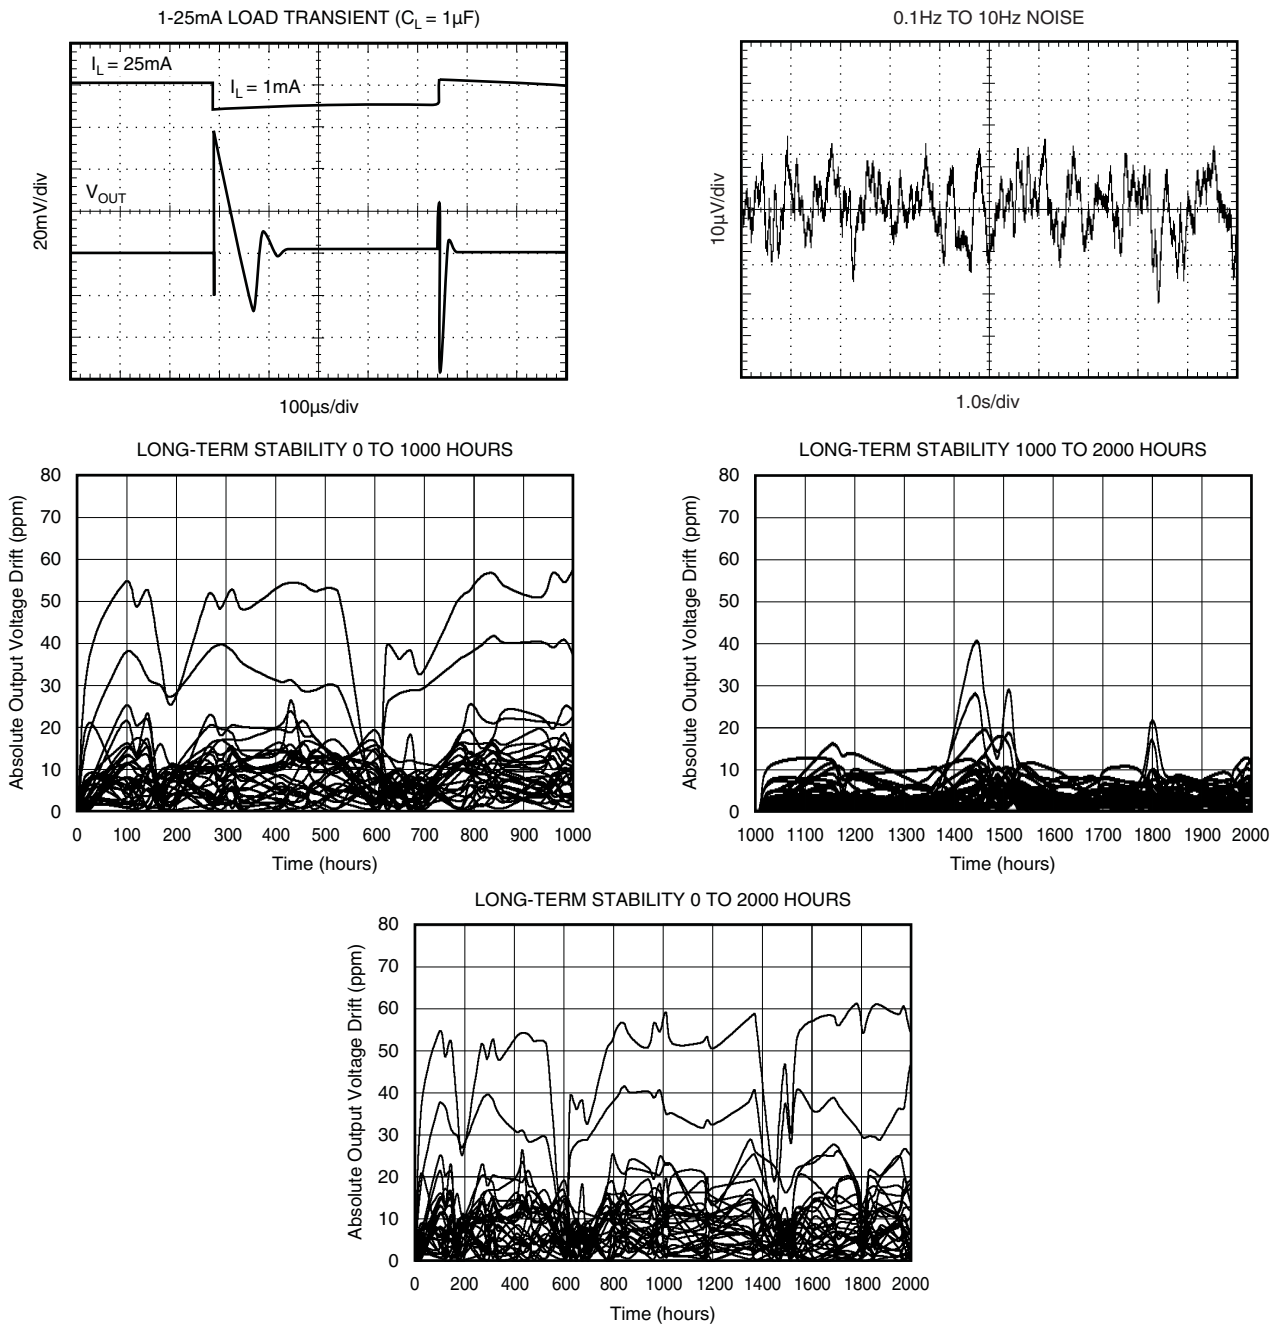 1-25mA LOAD TRANSIENT (CL = 1µF)
IL = 25mA
IL = 1mA
VOUT
20mV/div
100µs/div
0.1Hz TO 10Hz NOISE
10µV/div
1.0s/div
LONG-TERM STABILITY 0 TO 1000 HOURS
Absolute Output Voltage Drift (ppm)
80
70
60
50
40
30
20
10
0
0 100 200 300 400 500 600 700 800 900 1000
Time (hours)
LONG-TERM STABILITY 1000 TO 2000 HOURS
Absolute Output Voltage Drift (ppm)
80
70
60
50
40
30
20
10
0
1000 1100 1200 1300 1400 1500 1600 1700 1800 1900 2000
Time (hours)
LONG-TERM STABILITY 0 TO 2000 HOURS
Absolute Output Voltage Drift (ppm)
80
70
60
50
40
30
20
10
0
0 200 400 600 800 1000 1200 1400 1600 1800 2000
Time (hours)